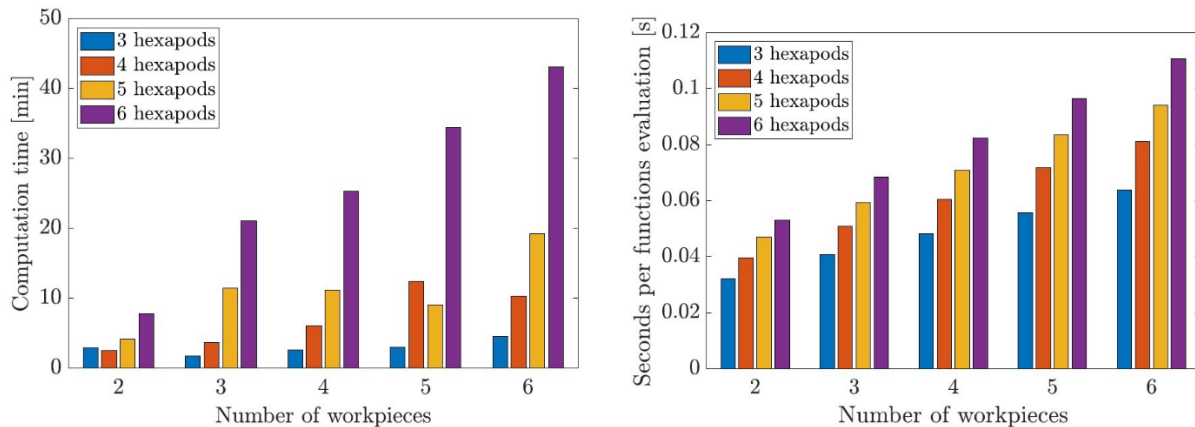 50
40
30
20
10
0
Computation time [min]
3 hexapods
4 hexapods
5 hexapods
6 hexapods
2 3 4 5 6
Number of workpieces
0.12
0.1
0.08
0.06
0.04
0.02
0
Seconds per functions evaluation [s]
3 hexapods
4 hexapods
5 hexapods
6 hexapods
2 3 4 5 6
Number of workpieces